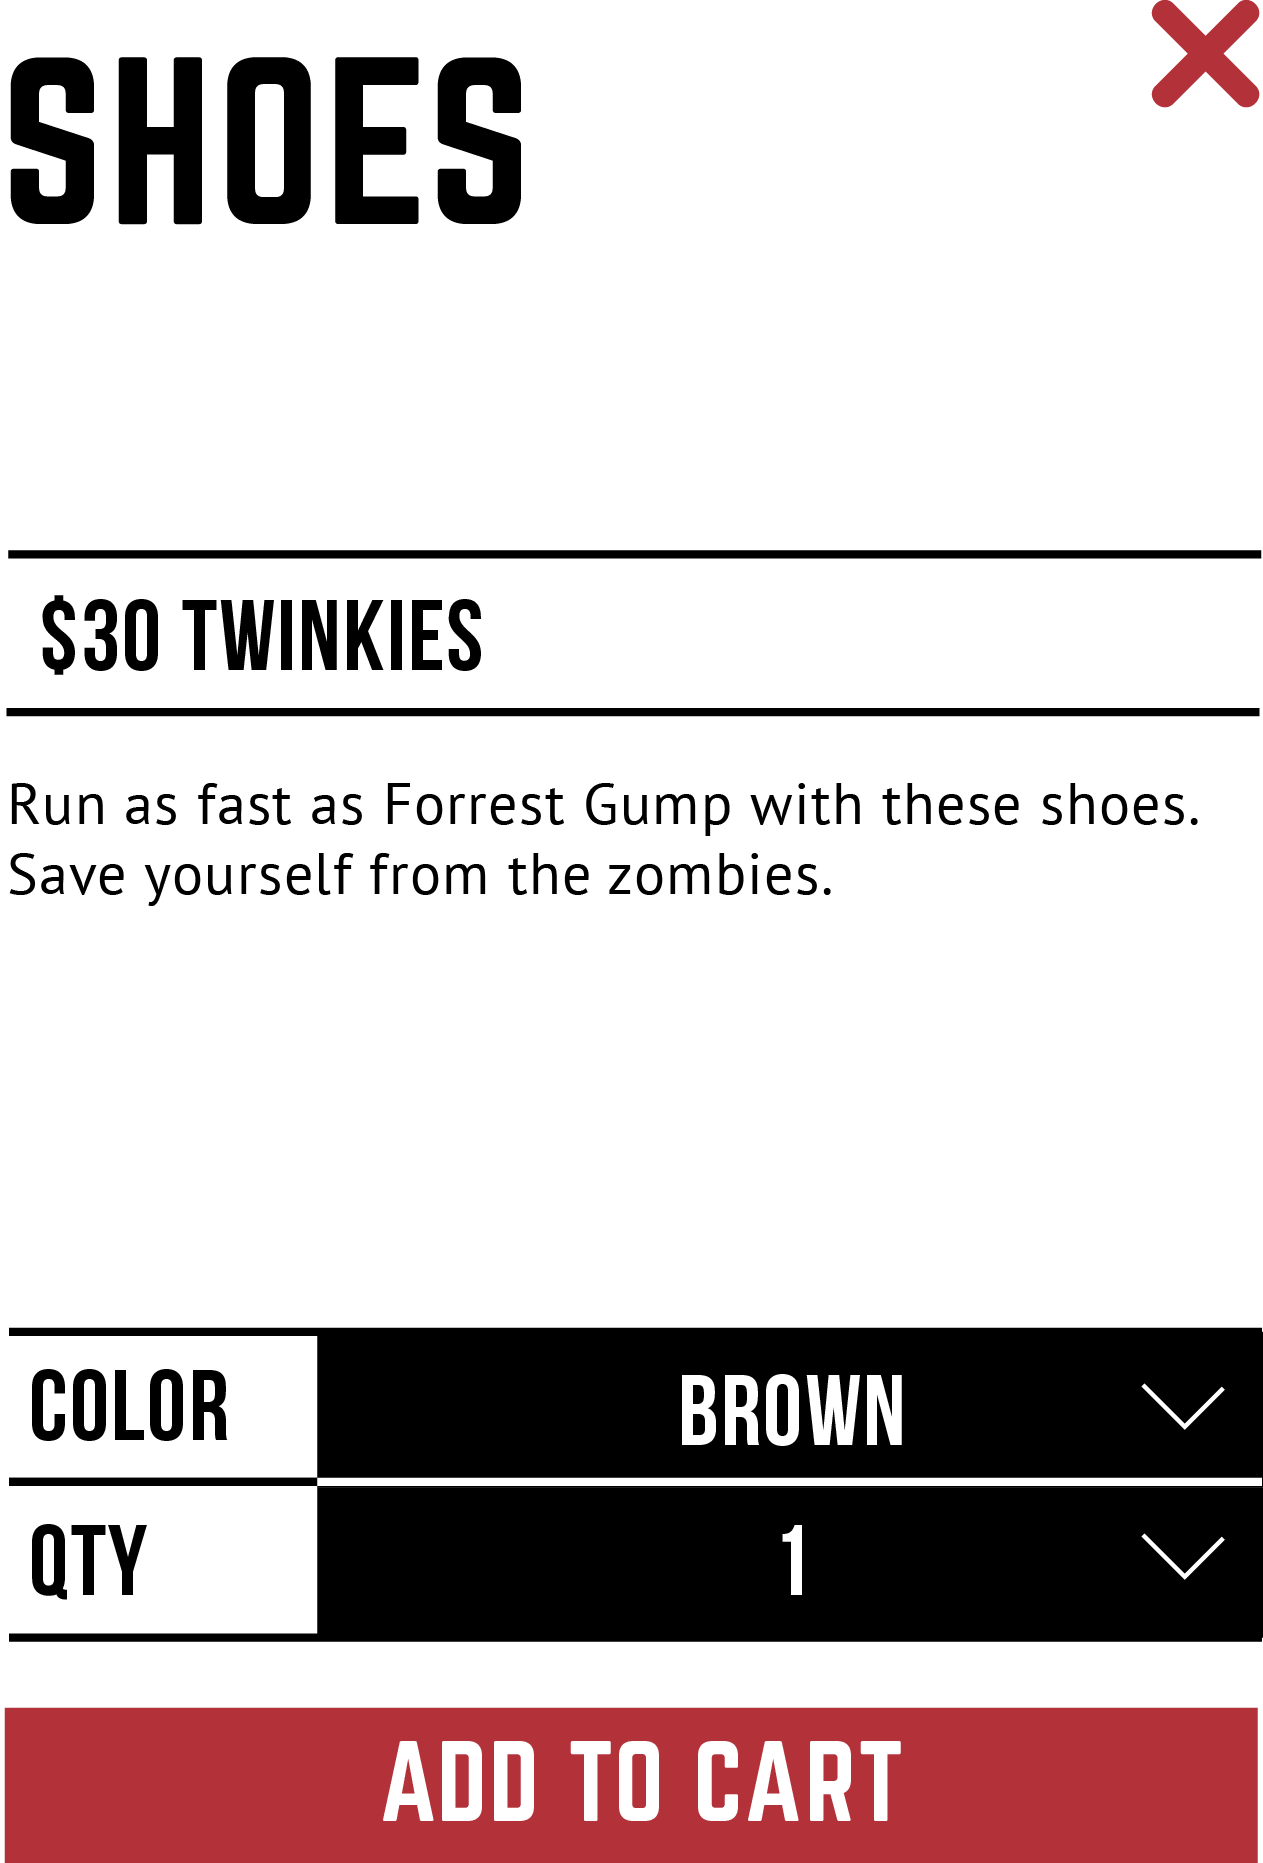 SHOES
$30 TWINKIES
Run as fast as Forrest Gump with these shoes.
Save yourself from the zombies.
COLOR BROWN
QTY 1
ADD TO CART